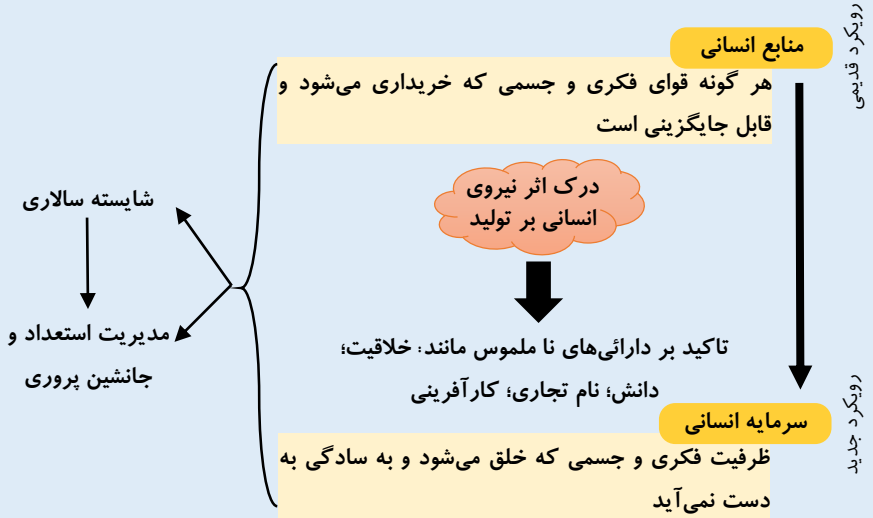 رویکرد قدیمی
منابع انسانی
هر گونه قوای فکری و جسمی که خریداری می‌شود و
قابل جایگزینی است
درک اثر نیروی
انسانی بر تولید
تاکید بر دارائی‌های نا ملموس مانند: خلاقیت؛
دانش؛ نام تجاری؛ کارآفرینی
رویکرد جدید
سرمایه انسانی
ظرفیت فکری و جسمی که خلق می‌شود و به سادگی به
دست نمی‌آید
شایسته سالاری
مدیریت استعداد و
جانشین پروری